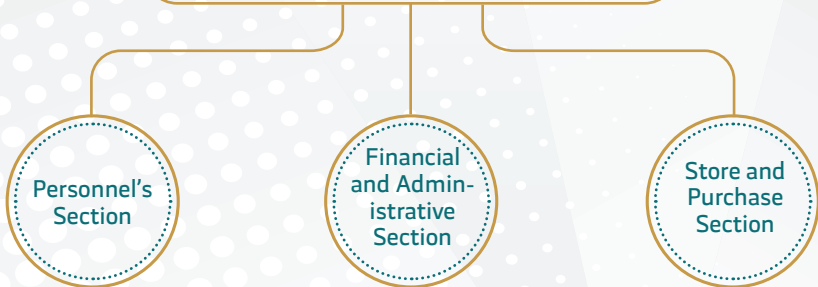 Personnel's
Section
Financial
and Admin-
istrative
Section
Store and
Purchase
Section